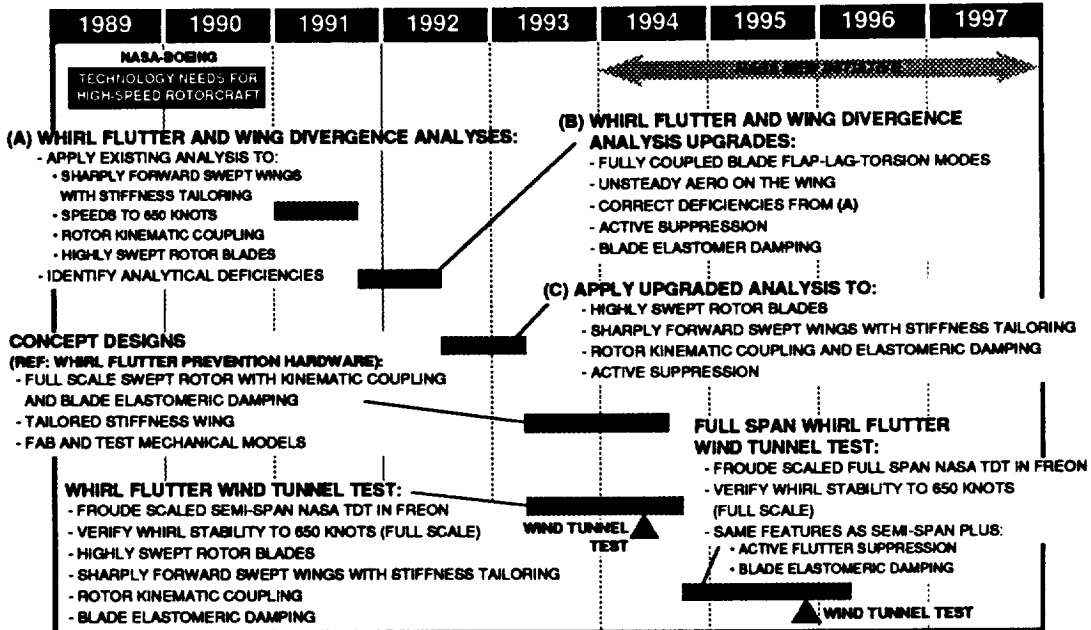 1989 1990 1991 1992 1993 1994 1995 1996 1997
NASA-BOEING
TECHNOLOGY NEEDS FOR
HIGH-SPEED ROTORCRAFT
NASA NEW INITIATIVE
(A) WHIRL FLUTTER AND WING DIVERGENCE ANALYSES:
- APPLY EXISTING ANALYSIS TO:
• SHARPLY FORWARD SWEPT WINGS
WITH STIFFNESS TAILORING
• SPEEDS TO 650 KNOTS
• ROTOR KINEMATIC COUPLING
• HIGHLY SWEPT ROTOR BLADES
- IDENTIFY ANALYTICAL DEFICIENCIES
(B) WHIRL FLUTTER AND WING DIVERGENCE
ANALYSIS UPGRADES:
- FULLY COUPLED BLADE FLAP-LAG-TORSION MODES
- UNSTEADY AERO ON THE WING
- CORRECT DEFICIENCIES FROM (A)
- ACTIVE SUPPRESSION
- BLADE ELASTOMER DAMPING
(C) APPLY UPGRADED ANALYSIS TO:
- HIGHLY SWEPT ROTOR BLADES
- SHARPLY FORWARD SWEPT WINGS WITH STIFFNESS TAILORING
- ROTOR KINEMATIC COUPLING AND ELASTOMERIC DAMPING
- ACTIVE SUPPRESSION
CONCEPT DESIGNS
(REF: WHIRL FLUTTER PREVENTION HARDWARE):
- FULL SCALE SWEPT ROTOR WITH KINEMATIC COUPLING
AND BLADE ELASTOMERIC DAMPING
- TAILORED STIFFNESS WING
- FAB AND TEST MECHANICAL MODELS
WHIRL FLUTTER WIND TUNNEL TEST:
- FROUDE SCALED SEMI-SPAN NASA TDT IN FREON
- VERIFY WHIRL STABILITY TO 650 KNOTS (FULL SCALE)
- HIGHLY SWEPT ROTOR BLADES
- SHARPLY FORWARD SWEPT WINGS WITH STIFFNESS TAILORING
- ROTOR KINEMATIC COUPLING
- BLADE ELASTOMERIC DAMPING
WIND TUNNEL
TEST
FULL SPAN WHIRL FLUTTER
WIND TUNNEL TEST:
- FROUDE SCALED FULL SPAN NASA TDT IN FREON
- VERIFY WHIRL STABILITY TO 650 KNOTS
(FULL SCALE)
- SAME FEATURES AS SEMI-SPAN PLUS:
• ACTIVE FLUTTER SUPPRESSION
• BLADE ELASTOMERIC DAMPING
WIND TUNNEL TEST